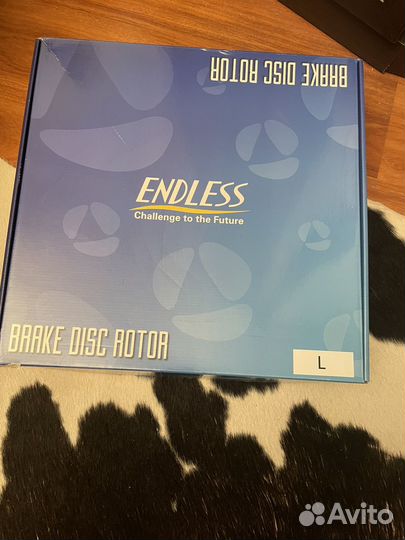 BRAKE DISC ROTOR
ENDLESS
Challenge to the Future
BRAKE DISC ROTOR
L
Avito